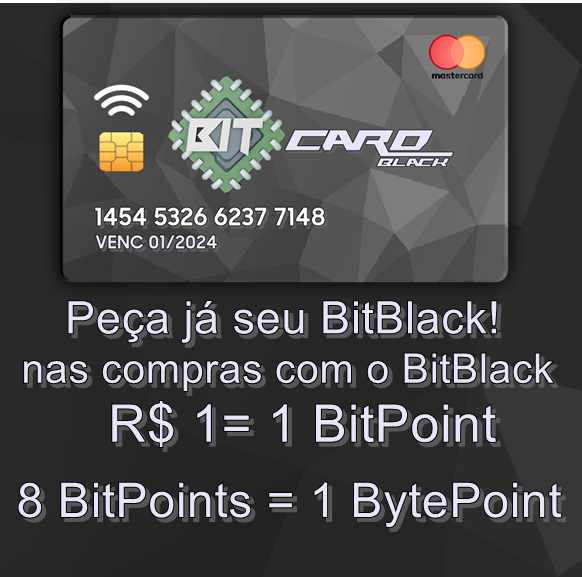 mastercard
BIT CARD
BLACK
1454 5326 6237 7148
VENC 01/2024
Peça já seu BitBlack!
nas compras com o BitBlack
R$ 1= 1 BitPoint
8 BitPoints = 1 BytePoint